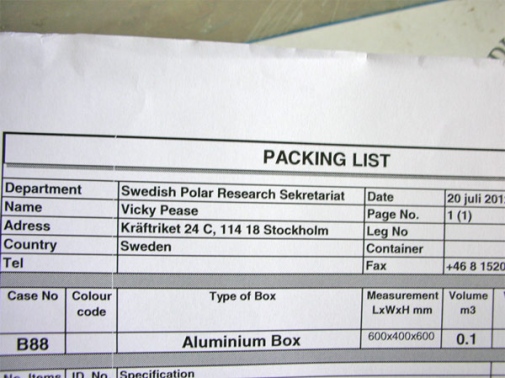 PACKING LIST
Department Swedish Polar Research Sekretariat Date 20 juli 201
Name Vicky Pease Page No. 1 (1)
Adress Kräftriket 24 C, 114 18 Stockholm Leg No
Country Sweden Container
Tel Fax +46 8 1520
Case No Colour code Type of Box Measurement LxWxH mm Volume m3
B88 Aluminium Box 600x400x600 0.1
No. Items ID. No. Specification